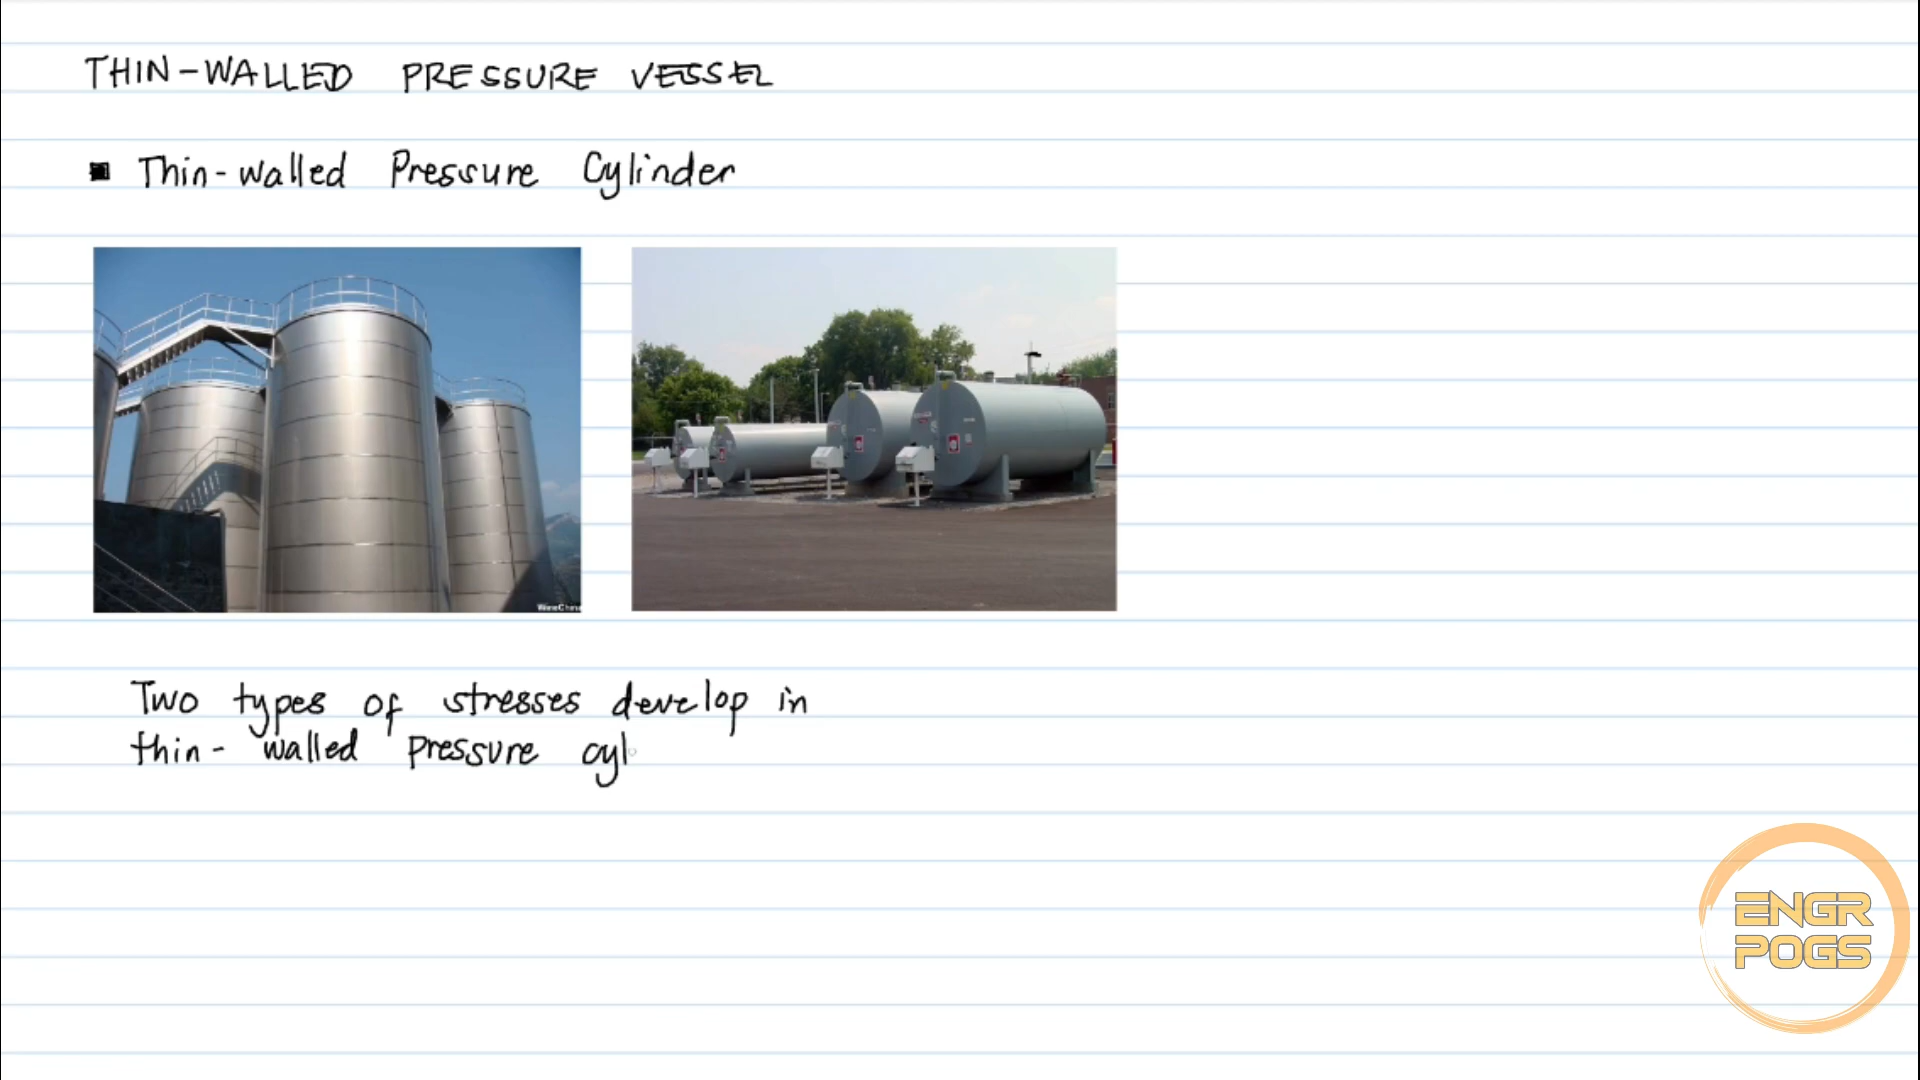 THIN-WALLED PRESSURE VESSEL
■ Thin-walled Pressure Cylinder
WineChina
Two types of stresses develop in
thin-walled pressure cyl
ENGR
POGS